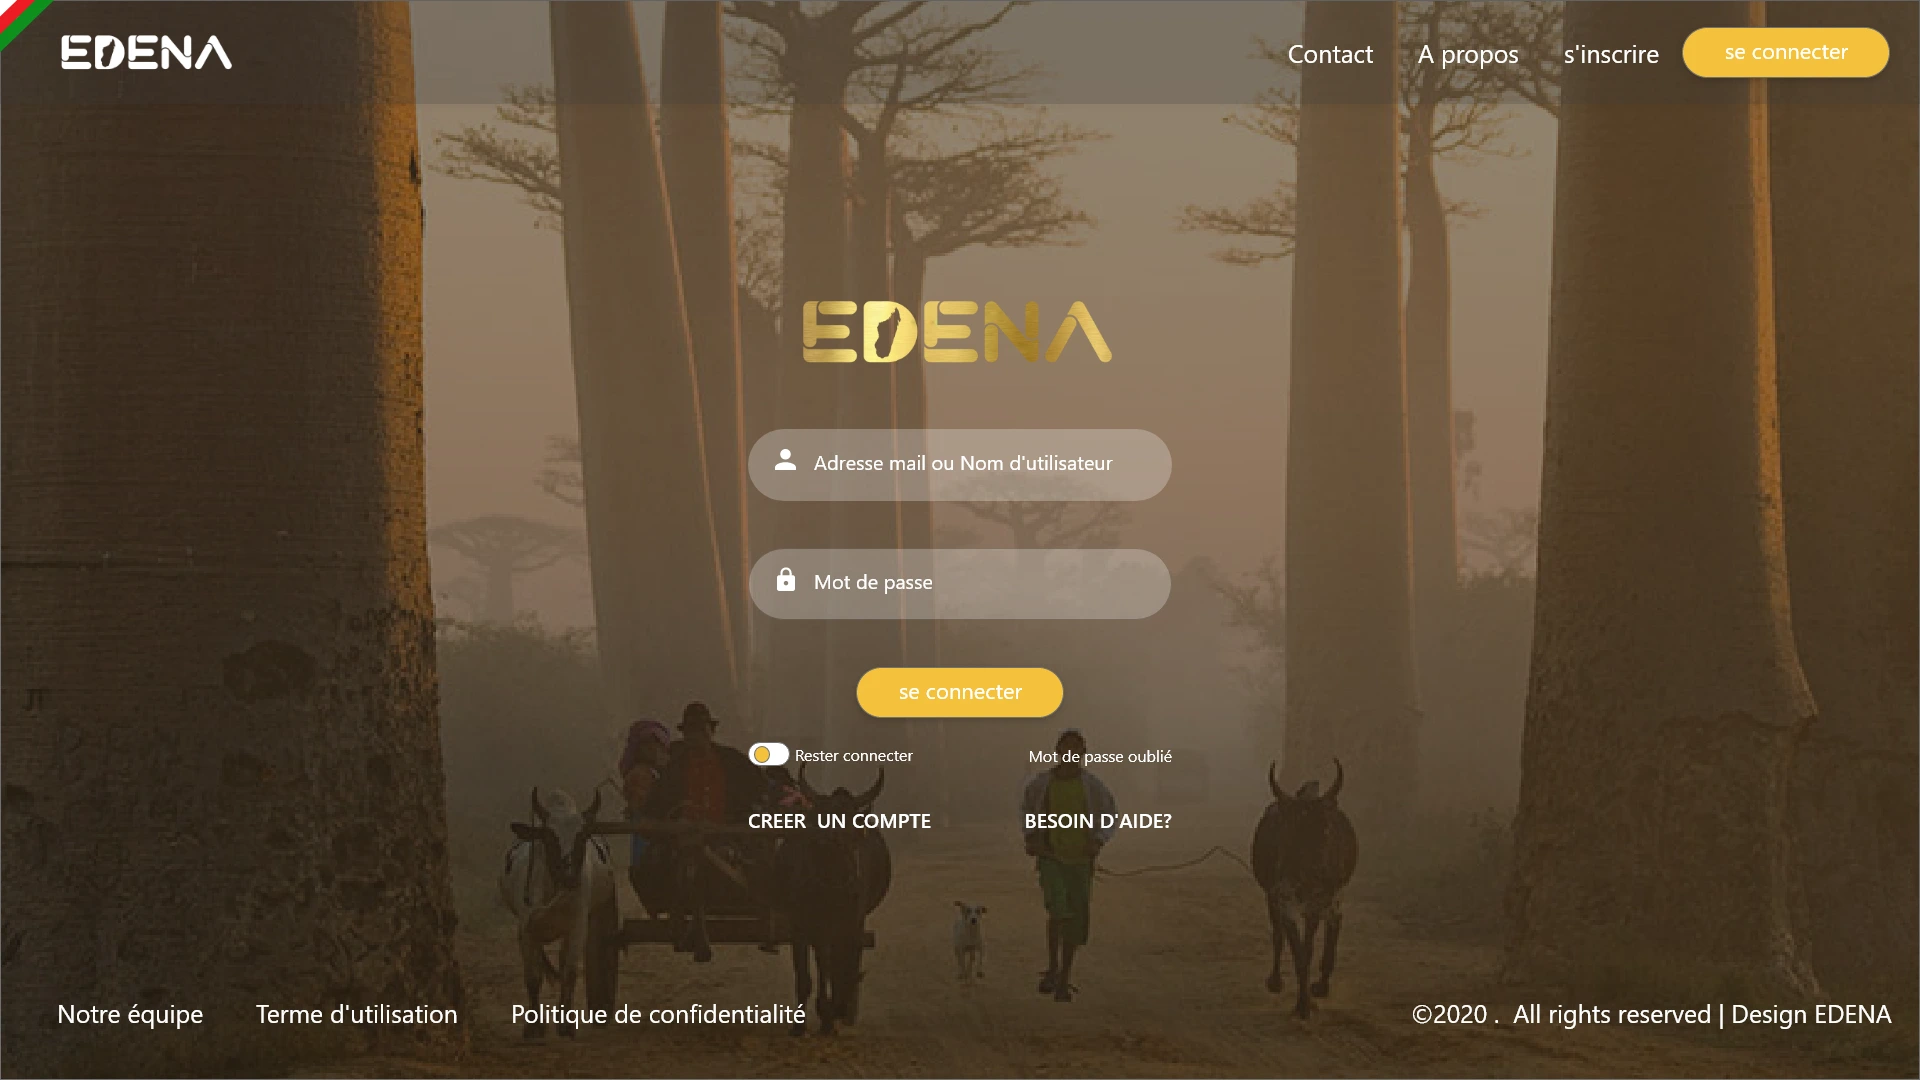 EDENA
Contact
A propos
s'inscrire
se connecter
EDENA
Adresse mail ou Nom d'utilisateur
Mot de passe
se connecter
Rester connecter
Mot de passe oublié
CREER  UN COMPTE
BESOIN D'AIDE?
Notre équipe
Terme d'utilisation
Politique de confidentialité
©2020 .  All rights reserved | Design EDENA